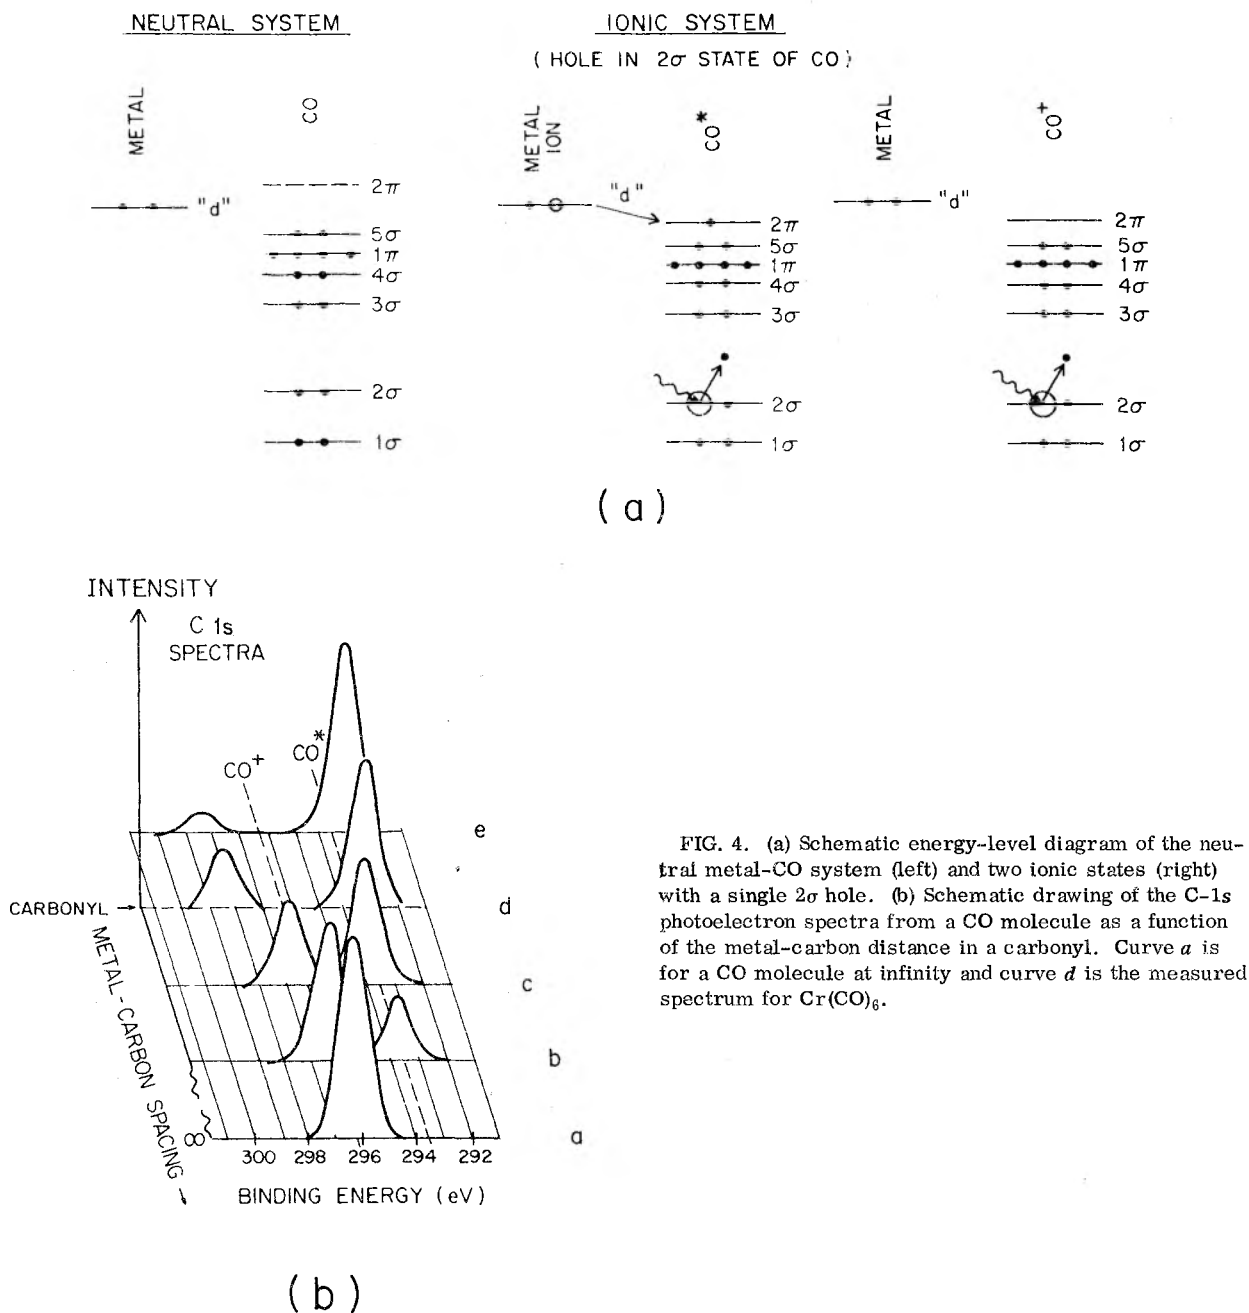 NEUTRAL SYSTEM
IONIC SYSTEM
( HOLE IN 2σ STATE OF CO )
METAL
CO
METAL ION
CO*
METAL
CO+
"d"
2π
5σ
1π
4σ
3σ
2σ
1σ
"d"
2π
5σ
1π
4σ
3σ
2σ
1σ
"d"
2π
5σ
1π
4σ
3σ
2σ
1σ
(a)
INTENSITY
C 1s
SPECTRA
CO+
CO*
e
CARBONYL
d
c
b
a
METAL-CARBON SPACING
∞
300 298 296 294 292
BINDING ENERGY (eV)
(b)
FIG. 4. (a) Schematic energy-level diagram of the neu-
tral metal-CO system (left) and two ionic states (right)
with a single 2σ hole. (b) Schematic drawing of the C-1s
photoelectron spectra from a CO molecule as a function
of the metal-carbon distance in a carbonyl. Curve a is
for a CO molecule at infinity and curve d is the measured
spectrum for Cr(CO)₆.